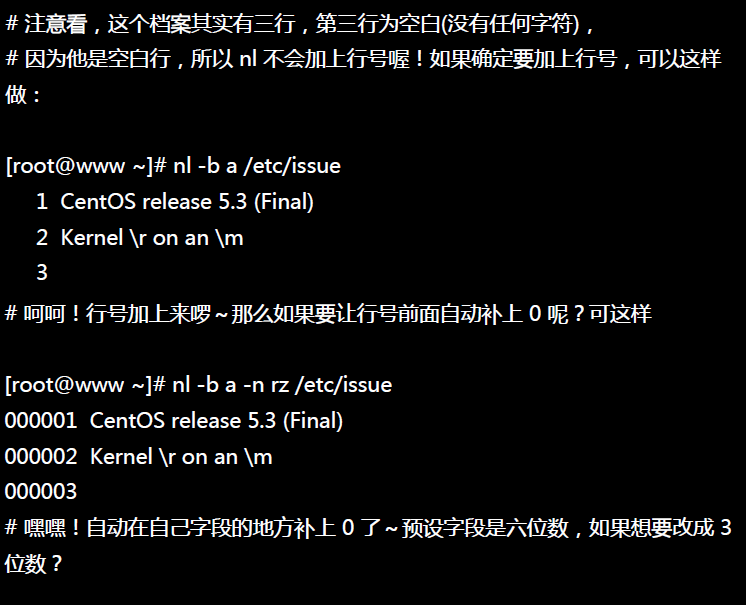 # 注意看，这个档案其实有三行，第三行为空白(没有任何字符)，
# 因为他是空白行，所以 nl 不会加上行号喔！如果确定要加上行号，可以这样
做：
[root@www ~]# nl -b a /etc/issue
1 CentOS release 5.3 (Final)
2 Kernel \r on an \m
3
# 呵呵！行号加上来啰～那么如果要让行号前面自动补上 0 呢？可这样
[root@www ~]# nl -b a -n rz /etc/issue
000001 CentOS release 5.3 (Final)
000002 Kernel \r on an \m
000003
# 嘿嘿！自动在自己字段的地方补上 0 了～预设字段是六位数，如果想要改成 3
位数？